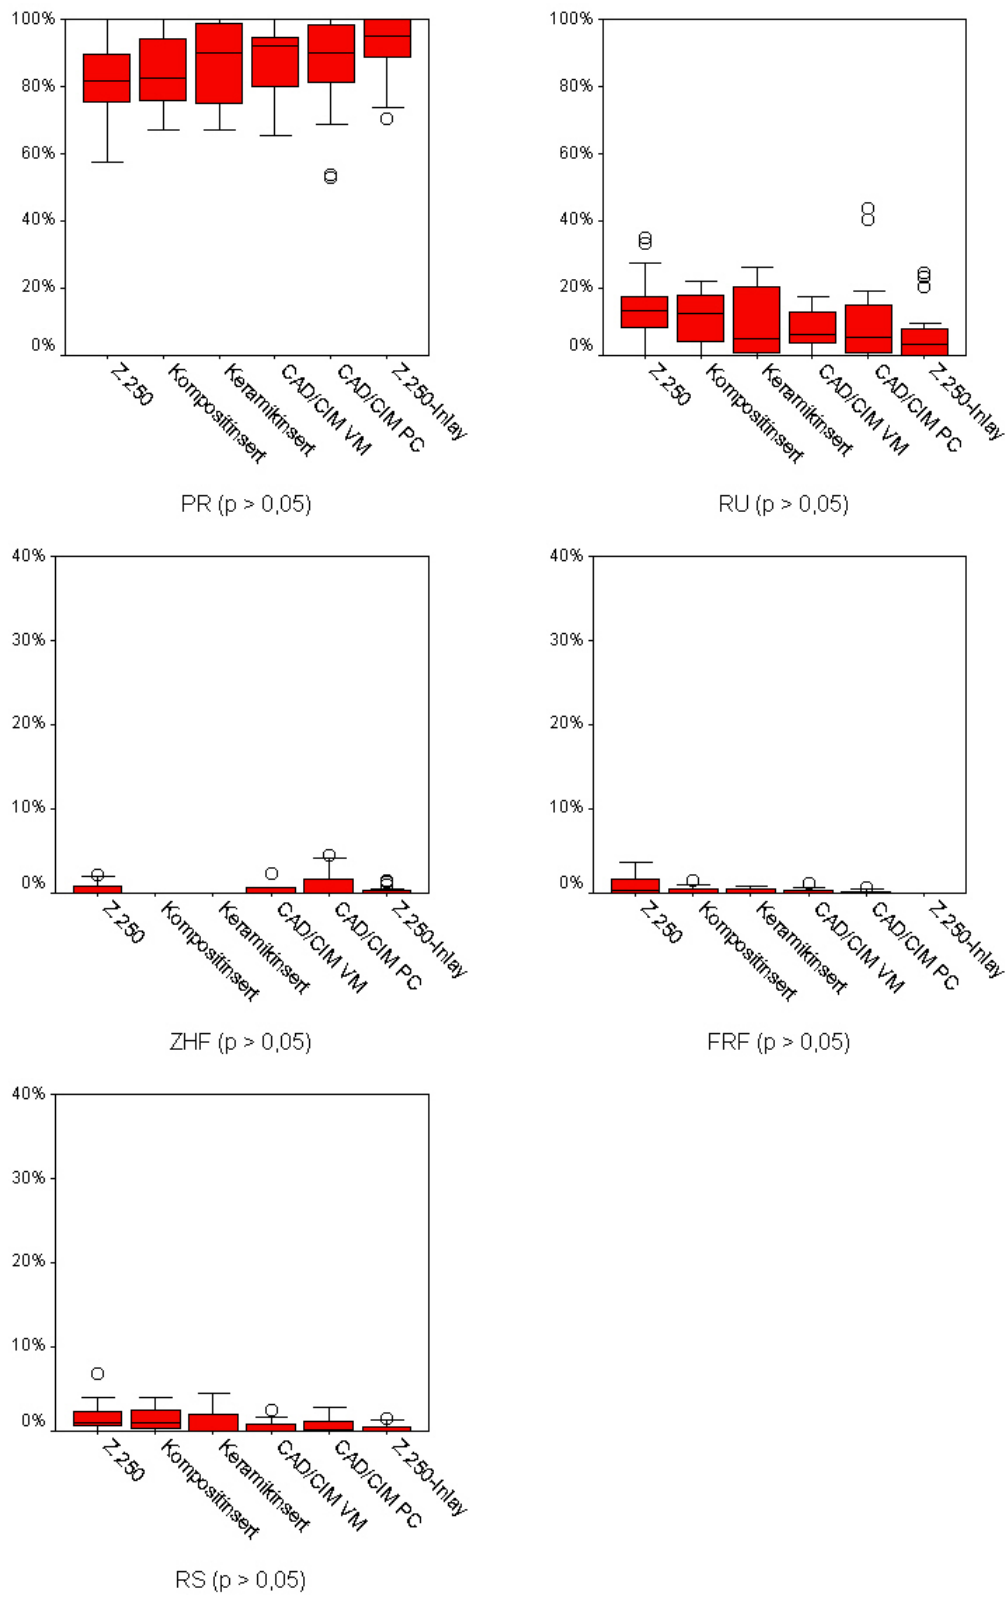 100%
80%
60%
40%
20%
0%
Z 250
Kompositinsert
Keramikinsert
CAD/CIM VM
CAD/CIM PC
Z 250-Inlay
PR (p > 0,05)
100%
80%
60%
40%
20%
0%
Z 250
Kompositinsert
Keramikinsert
CAD/CIM VM
CAD/CIM PC
Z 250-Inlay
RU (p > 0,05)
40%
30%
20%
10%
0%
Z 250
Kompositinsert
Keramikinsert
CAD/CIM VM
CAD/CIM PC
Z 250-Inlay
ZHF (p > 0,05)
40%
30%
20%
10%
0%
Z 250
Kompositinsert
Keramikinsert
CAD/CIM VM
CAD/CIM PC
Z 250-Inlay
FRF (p > 0,05)
40%
30%
20%
10%
0%
Z 250
Kompositinsert
Keramikinsert
CAD/CIM VM
CAD/CIM PC
Z 250-Inlay
RS (p > 0,05)